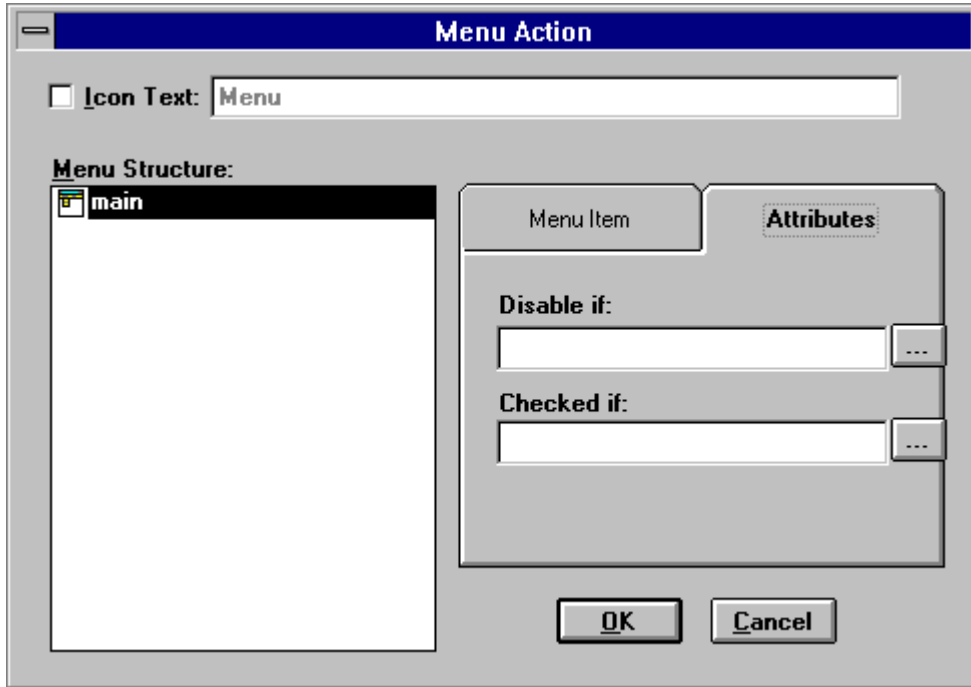 Menu Action
Icon Text: Menu
Menu Structure:
main
Menu Item
Attributes
Disable if:
...
Checked if:
...
OK
Cancel